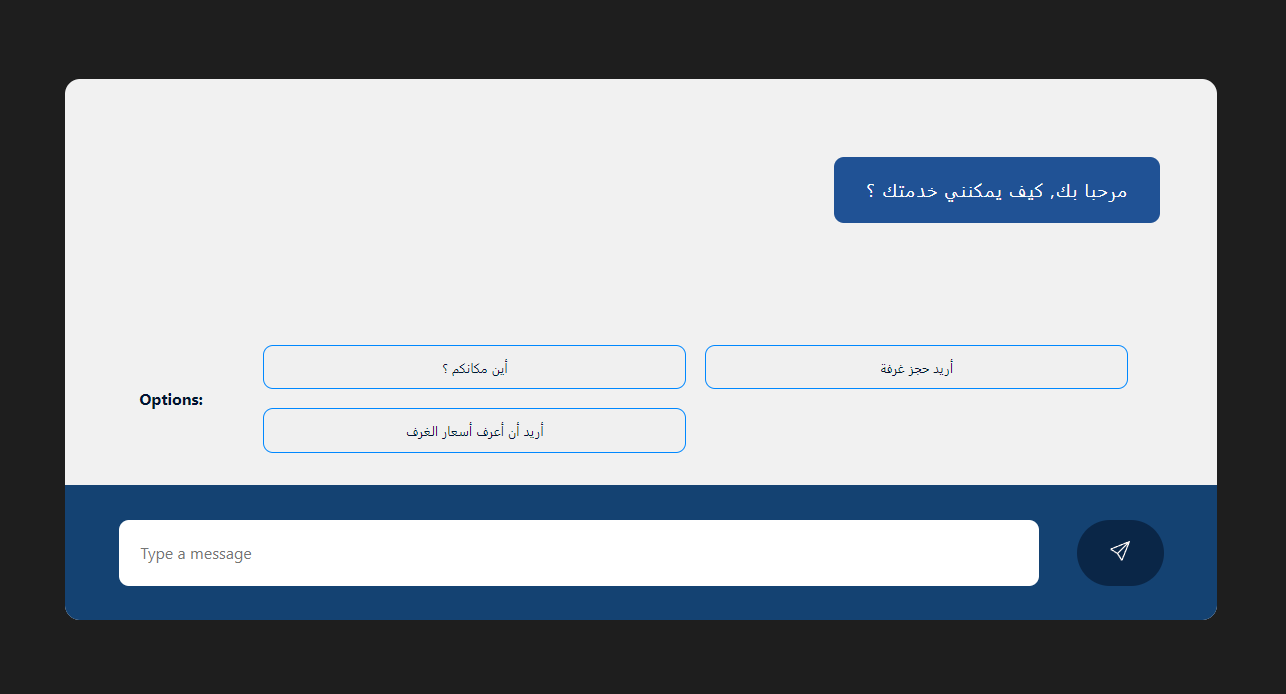 مرحبا بك, كيف يمكنني خدمتك ؟
Options:
أين مكانكم ؟
أريد حجز غرفة
أريد أن أعرف أسعار الغرف
Type a message